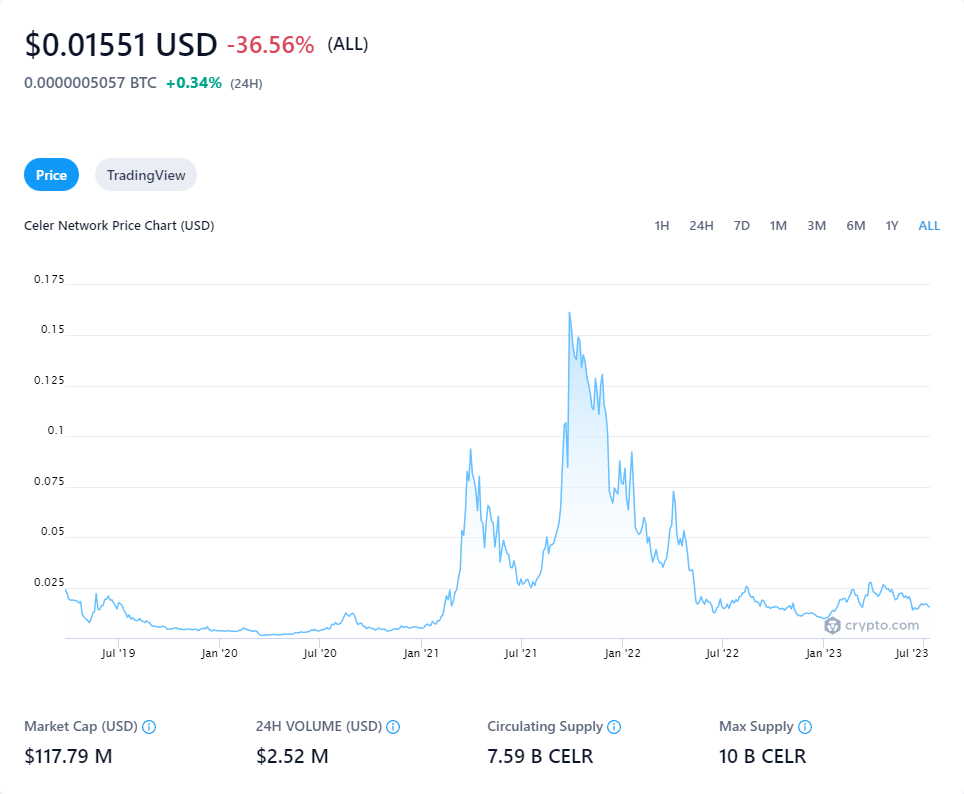 $0.01551 USD -36.56% (ALL)
0.0000005057 BTC +0.34% (24H)
Price TradingView
Celer Network Price Chart (USD) 1H 24H 7D 1M 3M 6M 1Y ALL
0.175
0.15
0.125
0.1
0.075
0.05
0.025
crypto.com
Jul '19 Jan '20 Jul '20 Jan '21 Jul '21 Jan '22 Jul '22 Jan '23 Jul '23
Market Cap (USD) 24H VOLUME (USD) Circulating Supply Max Supply
$117.79 M $2.52 M 7.59 B CELR 10 B CELR